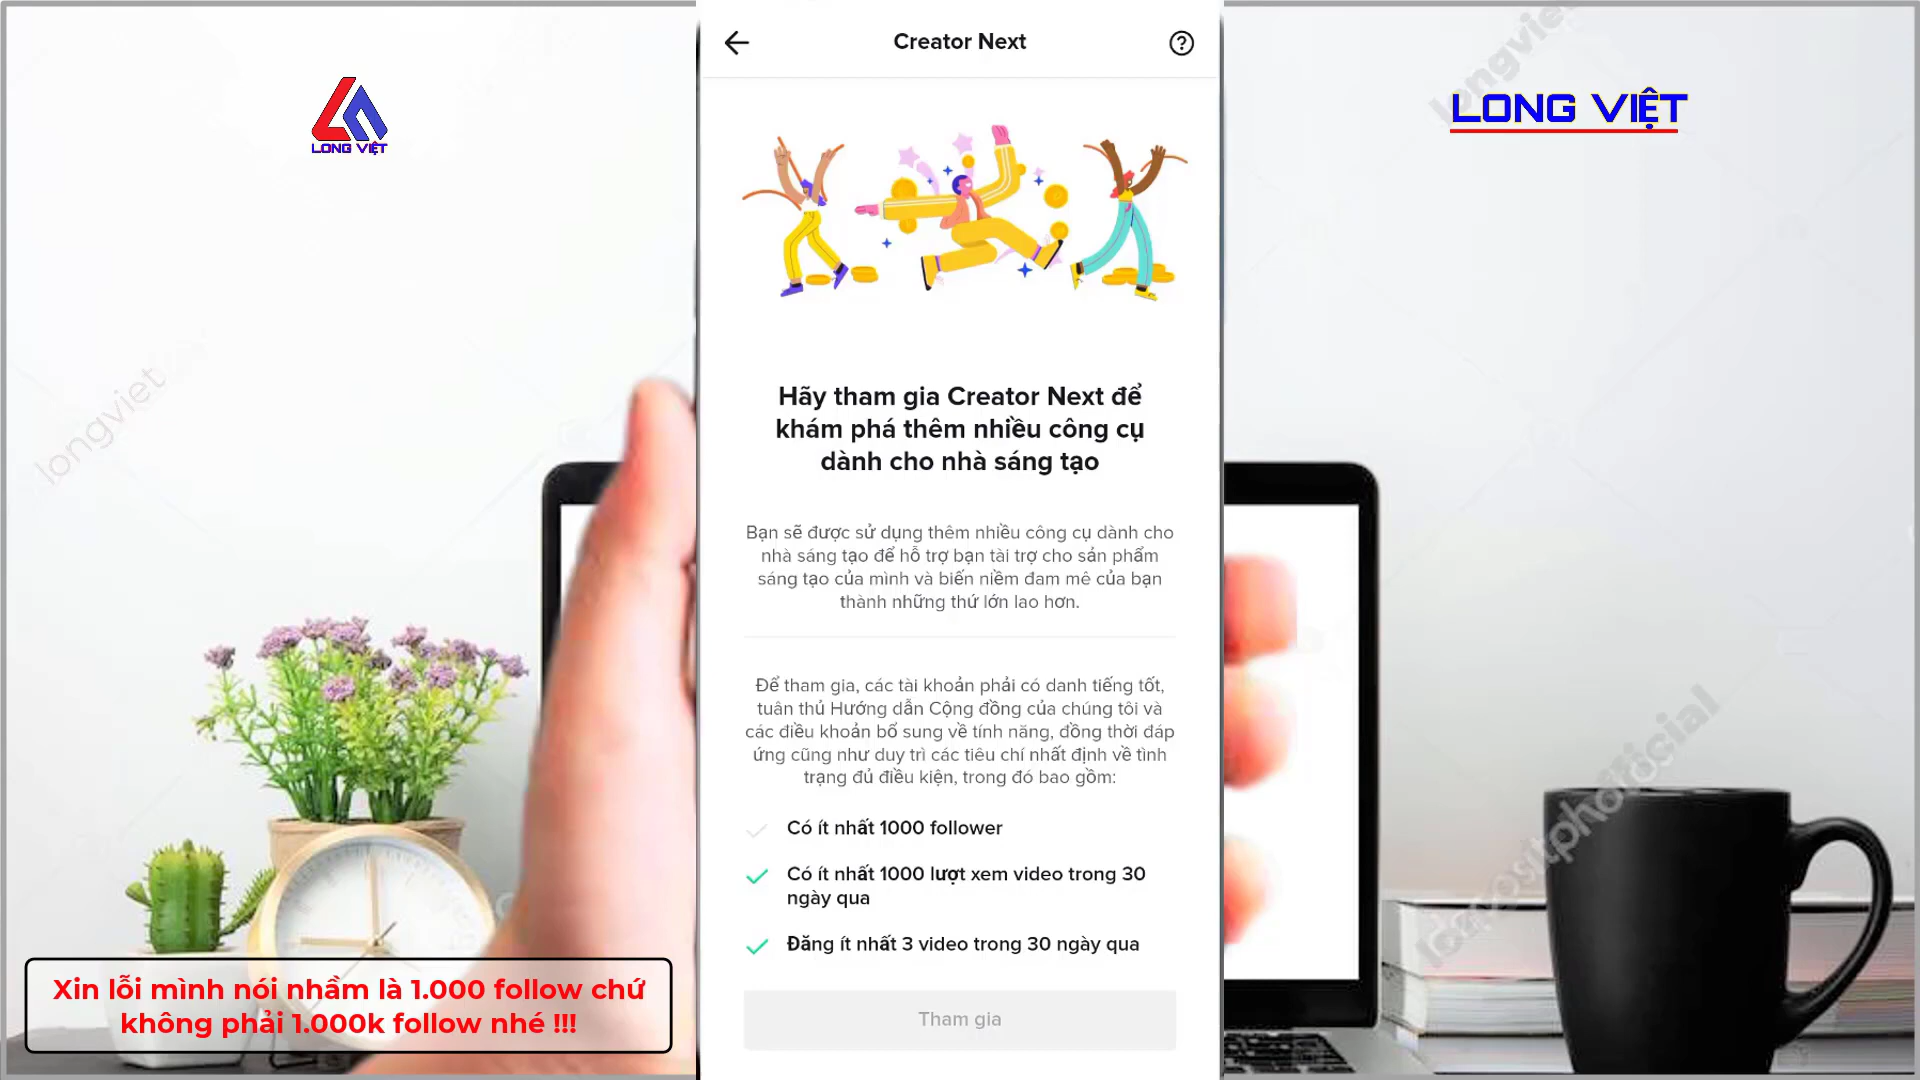 Creator Next
LONG VIỆT
LONG VIỆT
Hãy tham gia Creator Next để
khám phá thêm nhiều công cụ
dành cho nhà sáng tạo
Bạn sẽ được sử dụng thêm nhiều công cụ dành cho
nhà sáng tạo để hỗ trợ bạn tài trợ cho sản phẩm
sáng tạo của mình và biến niềm đam mê của bạn
thành những thứ lớn lao hơn.
Để tham gia, các tài khoản phải có danh tiếng tốt,
tuân thủ Hướng dẫn Cộng đồng của chúng tôi và
các điều khoản bổ sung về tính năng, đồng thời đáp
ứng cũng như duy trì các tiêu chí nhất định về tình
trạng đủ điều kiện, trong đó bao gồm:
Có ít nhất 1000 follower
Có ít nhất 1000 lượt xem video trong 30
ngày qua
Đăng ít nhất 3 video trong 30 ngày qua
Tham gia
Xin lỗi mình nói nhầm là 1.000 follow chứ
không phải 1.000k follow nhé !!!
longviet
longviet